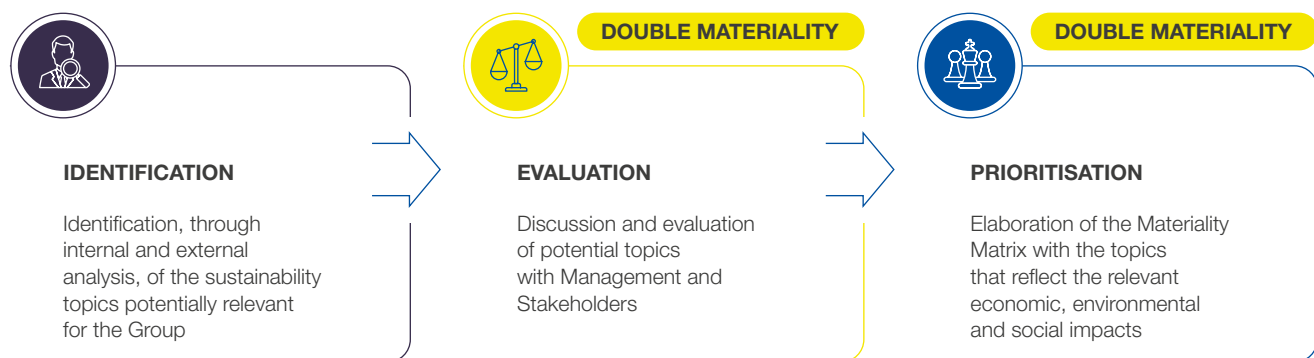 IDENTIFICATION
Identification, through
internal and external
analysis, of the sustainability
topics potentially relevant
for the Group
DOUBLE MATERIALITY
EVALUATION
Discussion and evaluation
of potential topics
with Management and
Stakeholders
DOUBLE MATERIALITY
PRIORITISATION
Elaboration of the Materiality
Matrix with the topics
that reflect the relevant
economic, environmental
and social impacts